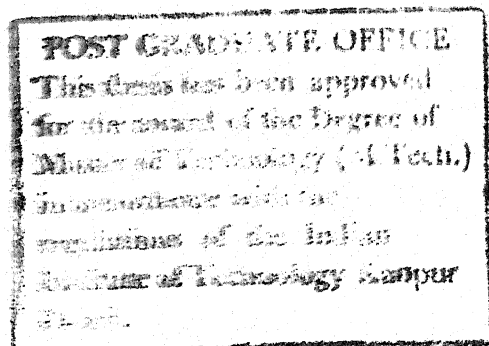 POST GRADUATE OFFICE
This thesis has been approved
for the award of the Degree of
Master of Technology (M.Tech.)
in accordance with the
regulations of the Indian
Institute of Technology Kanpur